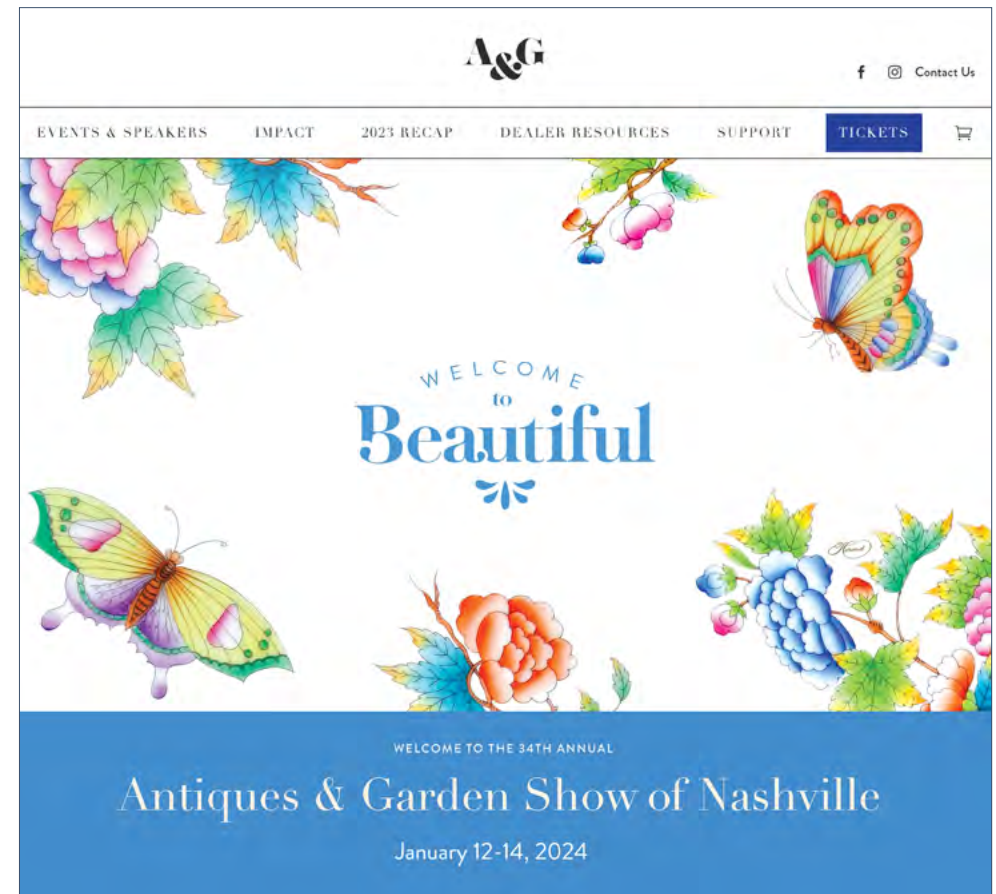 A&G
Contact Us
EVENTS & SPEAKERS IMPACT 2023 RECAP DEALER RESOURCES SUPPORT TICKETS
WELCOME
to
Beautiful
WELCOME TO THE 34TH ANNUAL
Antiques & Garden Show of Nashville
January 12-14, 2024